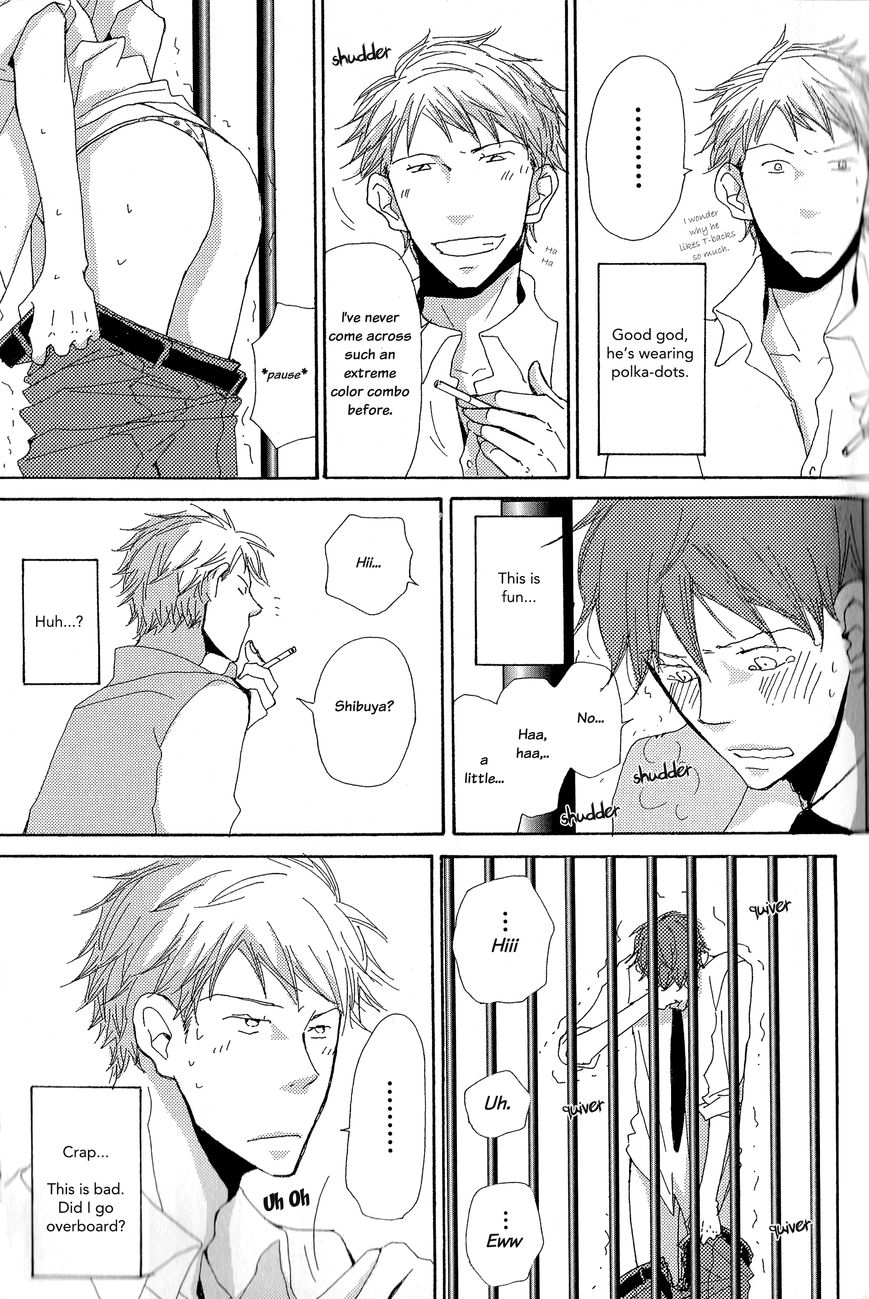 I wonder
why he
likes T-backs
so much.
Good god,
he's wearing
polka-dots.
shudder
Ha
Ha
I've never
come across
such an
extreme
color combo
before.
*pause*
This is
fun...
No...
Haa,
haa,..
a
little...
shudder
shudder
Hii...
Huh...?
Shibuya?
quiver
Hiii
quiver
Uh.
quiver
Eww
Uh Oh
Crap...
This is bad.
Did I go
overboard?